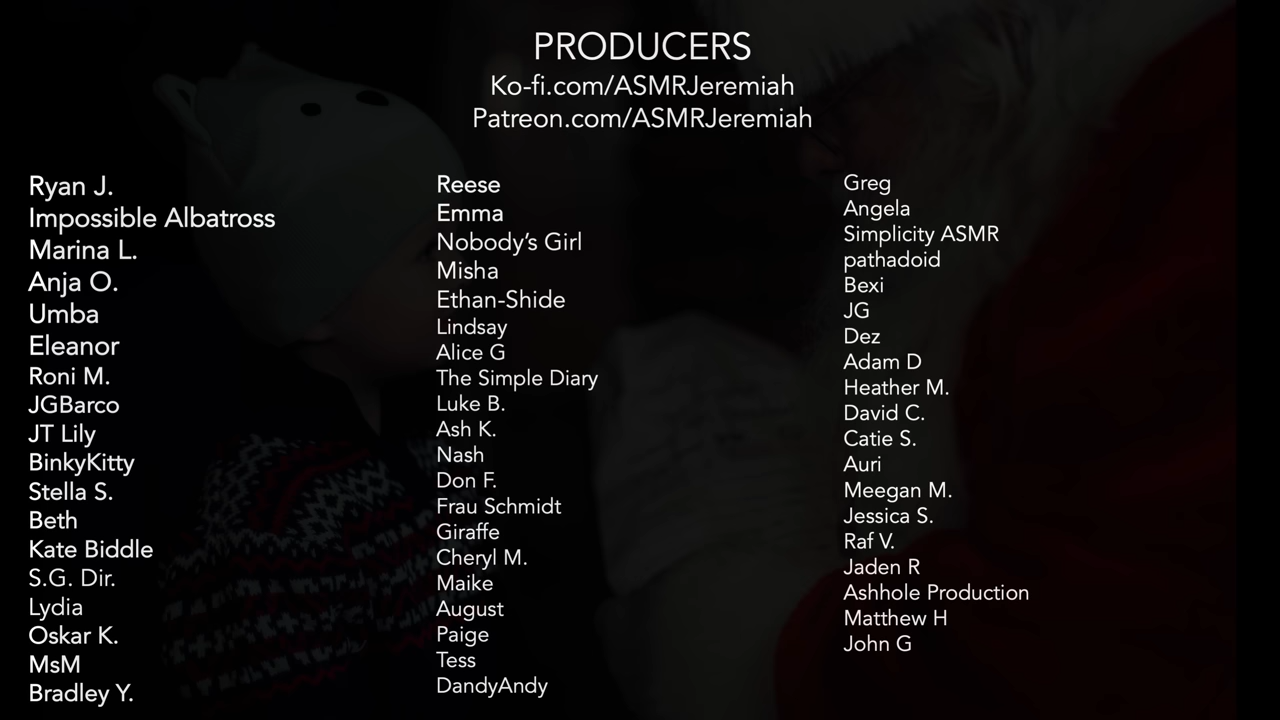 PRODUCERS
Ko-fi.com/ASMRJeremiah
Patreon.com/ASMRJeremiah
Ryan J.
Impossible Albatross
Marina L.
Anja O.
Umba
Eleanor
Roni M.
JGBarco
JT Lily
BinkyKitty
Stella S.
Beth
Kate Biddle
S.G. Dir.
Lydia
Oskar K.
MsM
Bradley Y.
Reese
Emma
Nobody’s Girl
Misha
Ethan-Shide
Lindsay
Alice G
The Simple Diary
Luke B.
Ash K.
Nash
Don F.
Frau Schmidt
Giraffe
Cheryl M.
Maike
August
Paige
Tess
DandyAndy
Greg
Angela
Simplicity ASMR
pathadoid
Bexi
JG
Dez
Adam D
Heather M.
David C.
Catie S.
Auri
Meegan M.
Jessica S.
Raf V.
Jaden R
Ashhole Production
Matthew H
John G